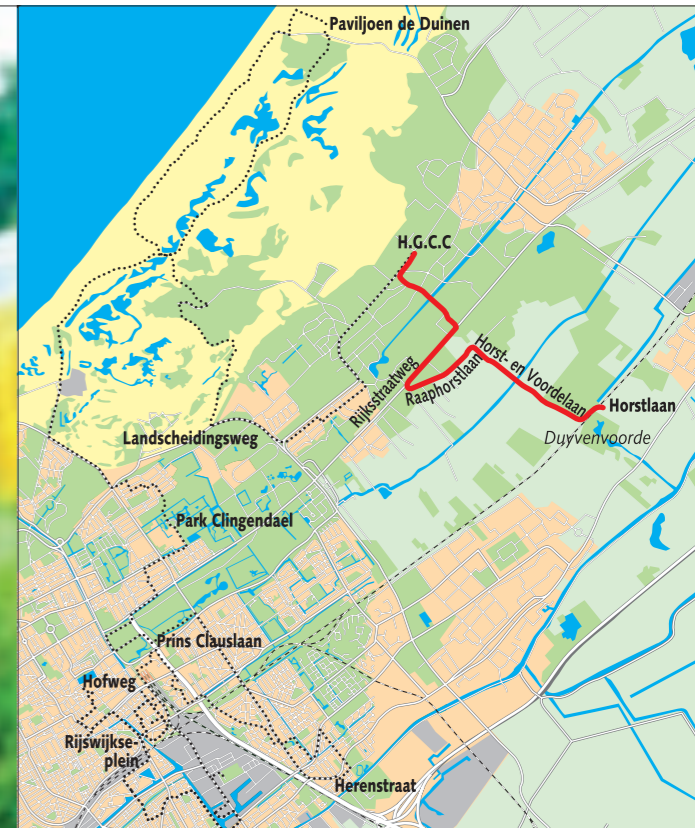 Paviljoen de Duinen
H.G.C.C
Rijksstraatweg
Raaphorstlaan
Horst- en Voordelaan
Horstlaan
Duyvenvoorde
Landscheidingsweg
Park Clingendael
Prins Clauslaan
Hofweg
Rijswijkse-
plein
Herenstraat